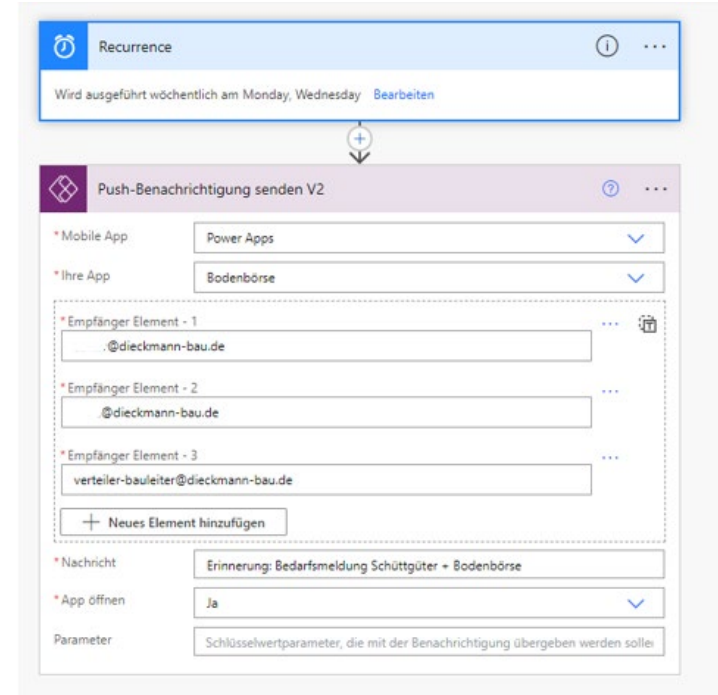 Recurrence
Wird ausgeführt wöchentlich am Monday, Wednesday Bearbeiten
Push-Benachrichtigung senden V2
* Mobile App Power Apps
* Ihre App Bodenbörse
* Empfänger Element - 1
@dieckmann-bau.de
* Empfänger Element - 2
@dieckmann-bau.de
* Empfänger Element - 3
verteiler-bauleiter@dieckmann-bau.de
Neues Element hinzufügen
* Nachricht Erinnerung: Bedarfsmeldung Schüttgüter + Bodenbörse
* App öffnen Ja
Parameter Schlüsselwertparameter, die mit der Benachrichtigung übergeben werden sollen